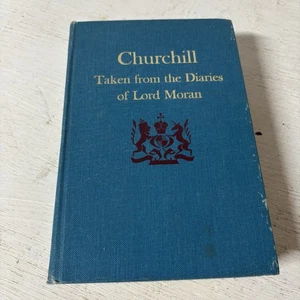 Churchill
Taken from the Diaries
of Lord Moran